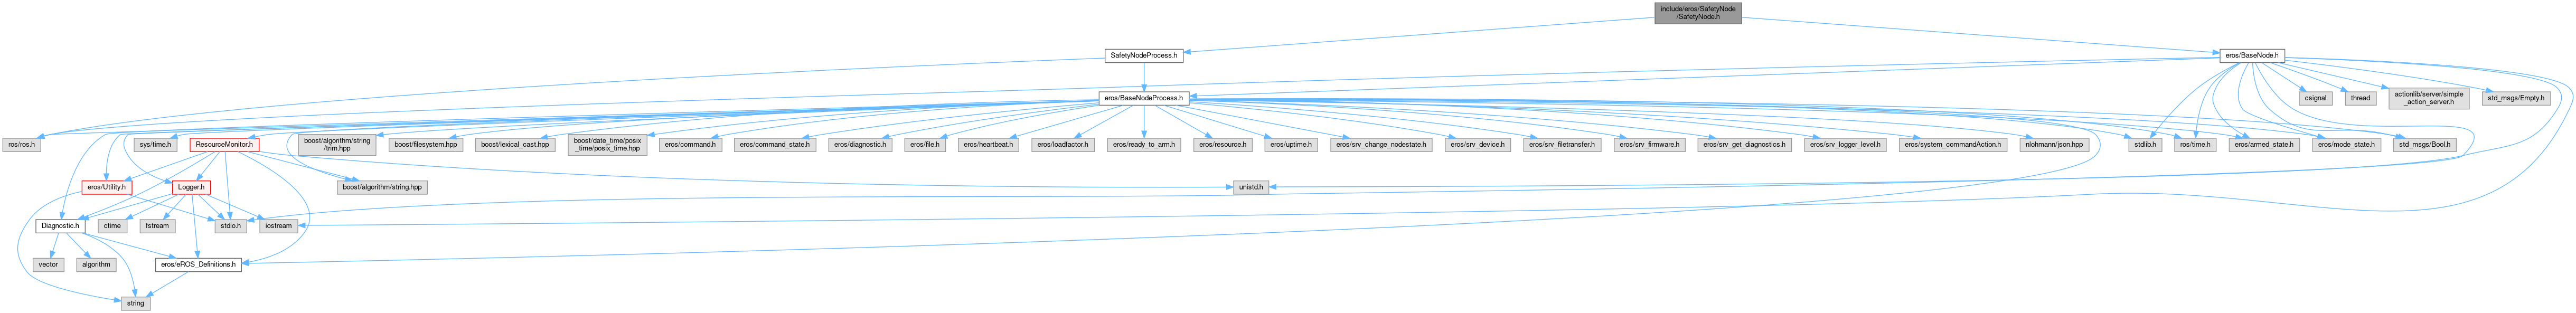 include/eros/SafetyNode
/SafetyNode.h
SafetyNodeProcess.h
eros/BaseNode.h
eros/BaseNodeProcess.h
csignal
thread
actionlib/server/simple
_action_server.h
std_msgs/Empty.h
ros/ros.h
sys/time.h
ResourceMonitor.h
boost/algorithm/string
/trim.hpp
boost/filesystem.hpp
boost/lexical_cast.hpp
boost/date_time/posix
_time/posix_time.hpp
eros/command.h
eros/command_state.h
eros/diagnostic.h
eros/file.h
eros/heartbeat.h
eros/loadfactor.h
eros/ready_to_arm.h
eros/resource.h
eros/uptime.h
eros/srv_change_nodestate.h
eros/srv_device.h
eros/srv_filetransfer.h
eros/srv_firmware.h
eros/srv_get_diagnostics.h
eros/srv_logger_level.h
eros/system_commandAction.h
nlohmann/json.hpp
stdlib.h
ros/time.h
eros/armed_state.h
eros/mode_state.h
std_msgs/Bool.h
eros/Utility.h
Logger.h
boost/algorithm/string.hpp
unistd.h
Diagnostic.h
ctime
fstream
stdio.h
iostream
vector
algorithm
eros/eROS_Definitions.h
string